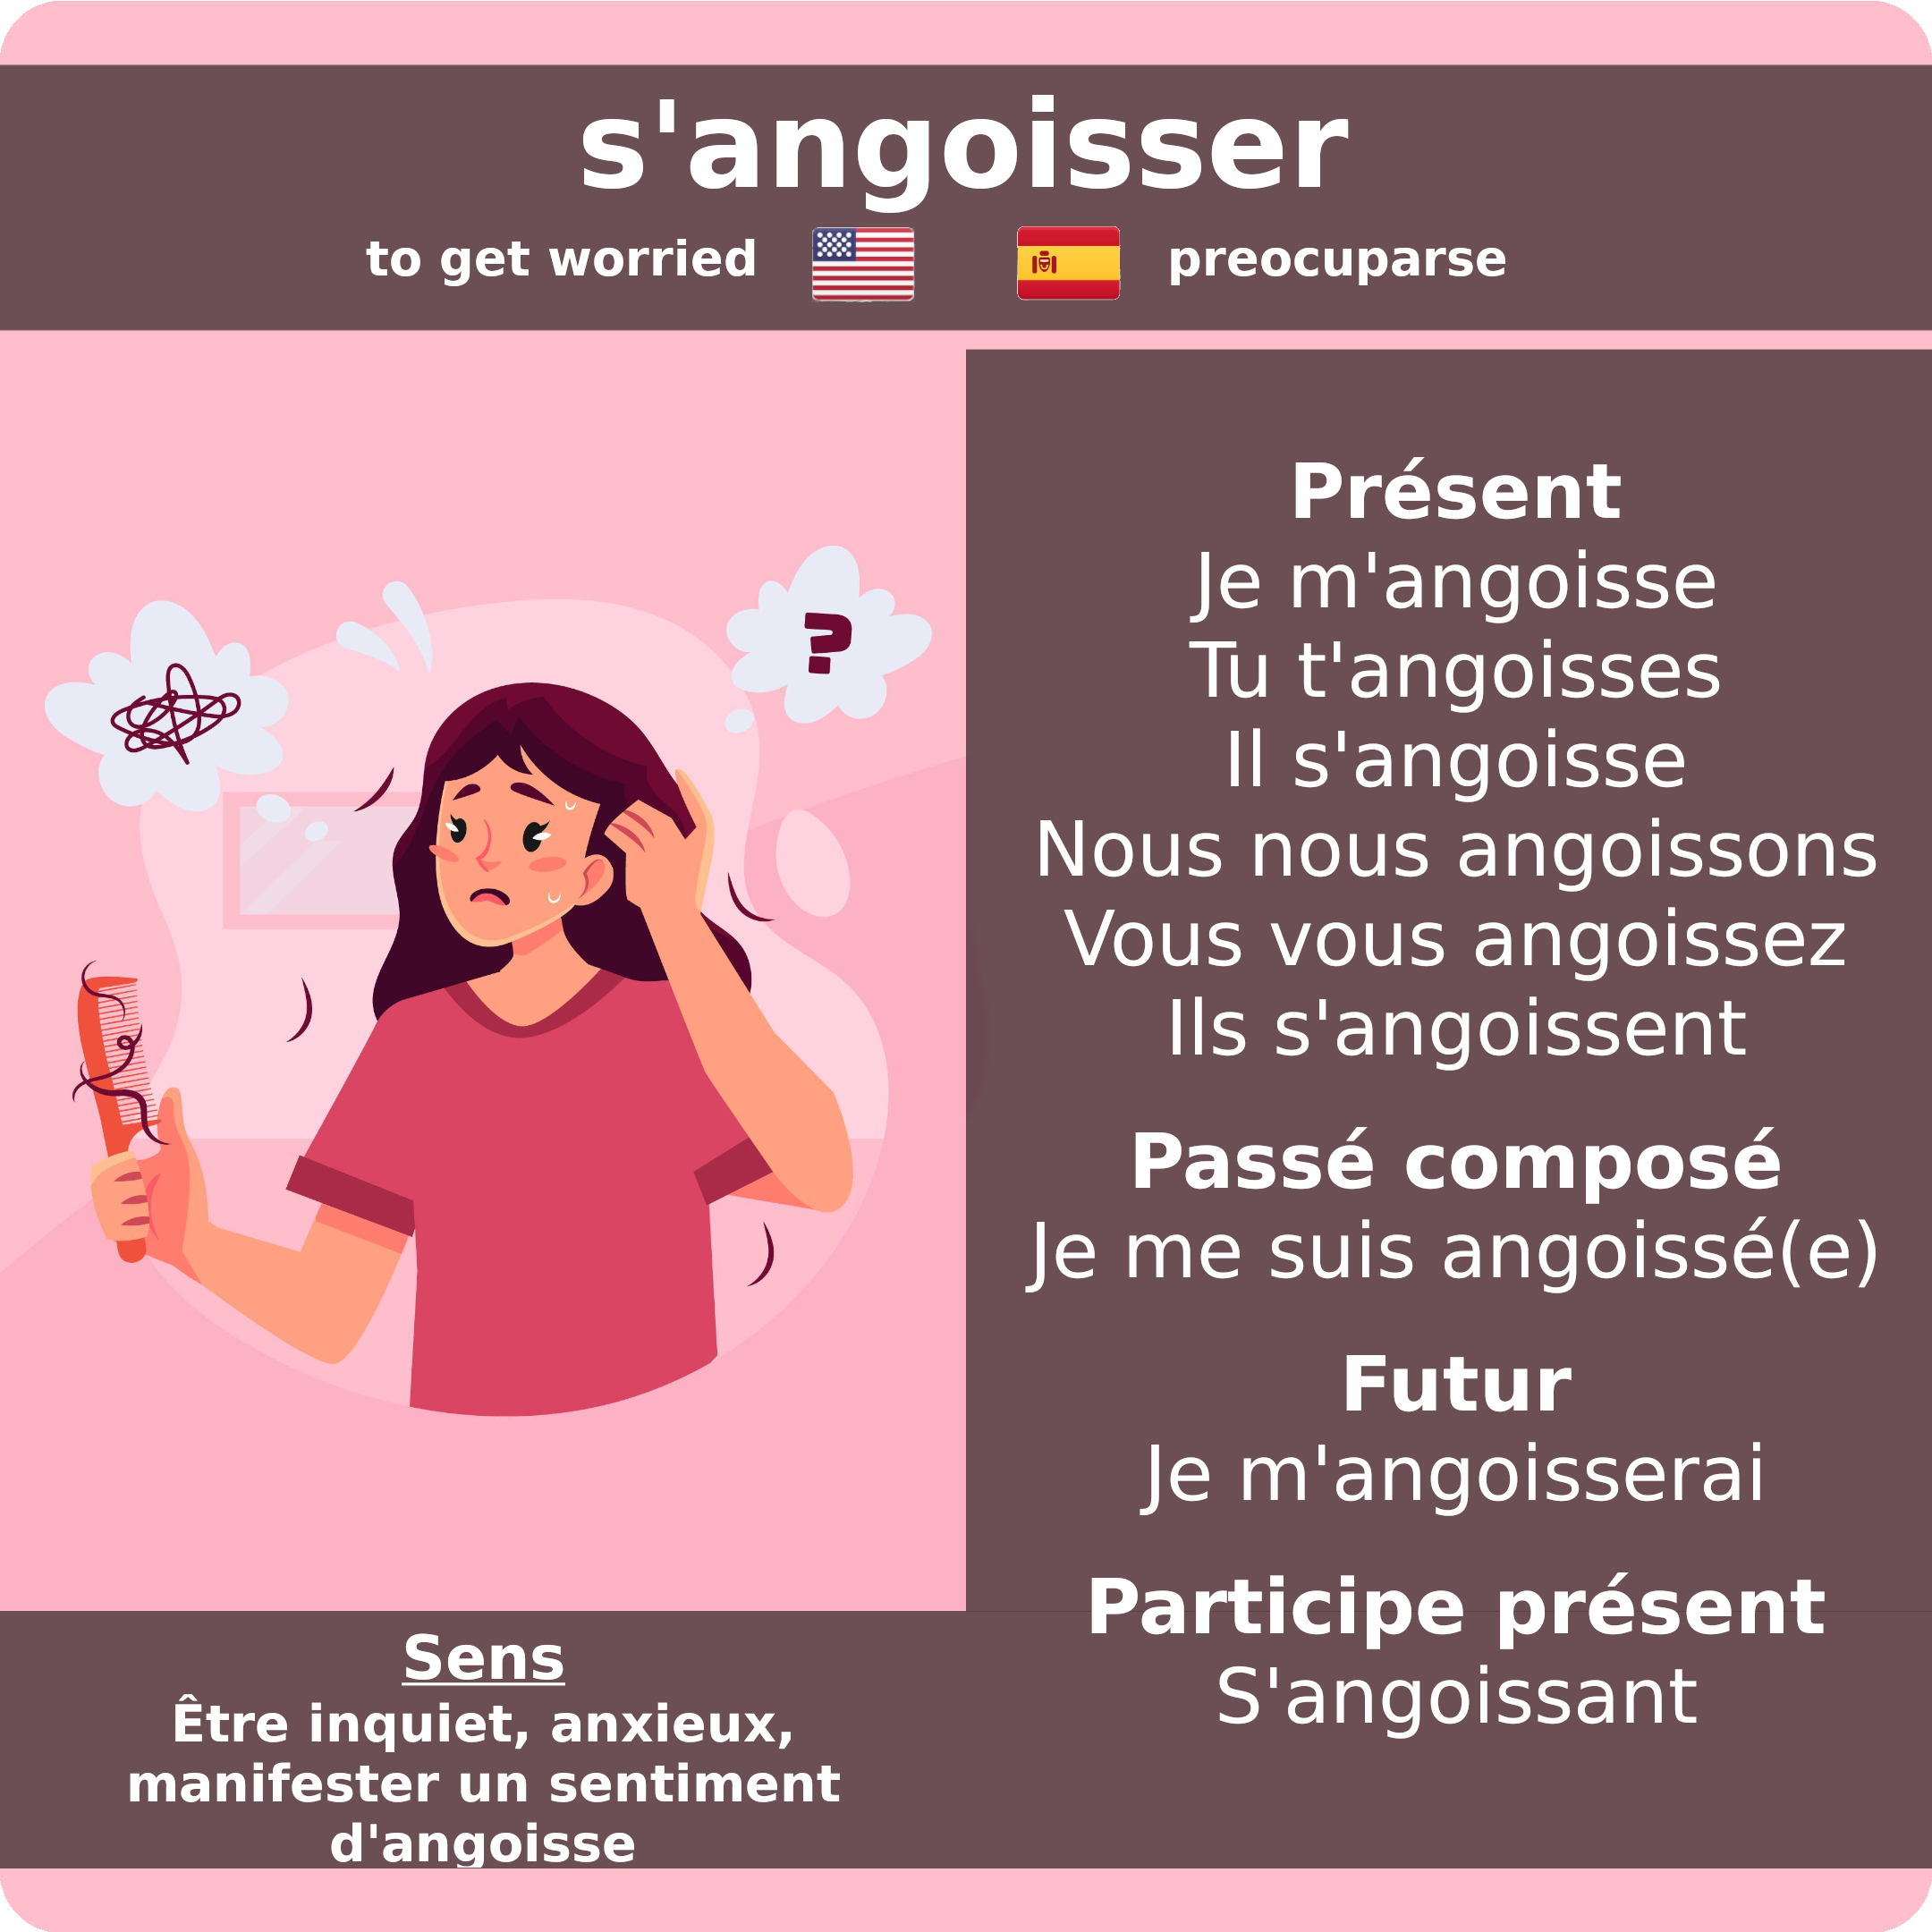 s'angoisser
to get worried preocuparse
Présent
Je m'angoisse
Tu t'angoisses
Il s'angoisse
Nous nous angoissons
Vous vous angoissez
Ils s'angoissent
Passé composé
Je me suis angoissé(e)
Futur
Je m'angoisserai
Participe présent
S'angoissant
Sens
Être inquiet, anxieux,
manifester un sentiment
d'angoisse
?